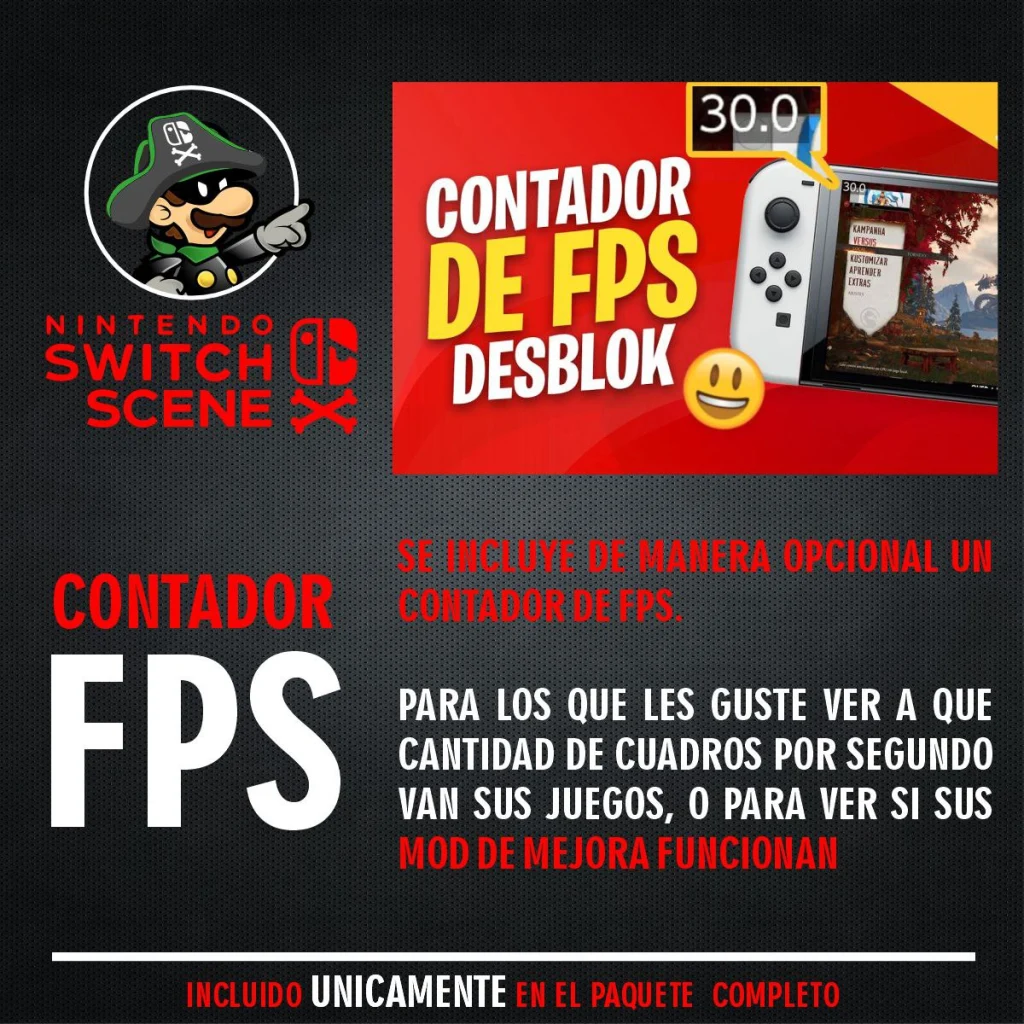 NINTENDO
SWITCH
SCENE
30.0
CONTADOR
DE FPS
DESBLOK
30.0
KAMPANHA
VERSUS
KUSTOMIZAR
APRENDER
EXTRAS
CONTADOR
FPS
SE INCLUYE DE MANERA OPCIONAL UN
CONTADOR DE FPS.
PARA LOS QUE LES GUSTE VER A QUE
CANTIDAD DE CUADROS POR SEGUNDO
VAN SUS JUEGOS, O PARA VER SI SUS
MOD DE MEJORA FUNCIONAN
INCLUIDO UNICAMENTE EN EL PAQUETE COMPLETO